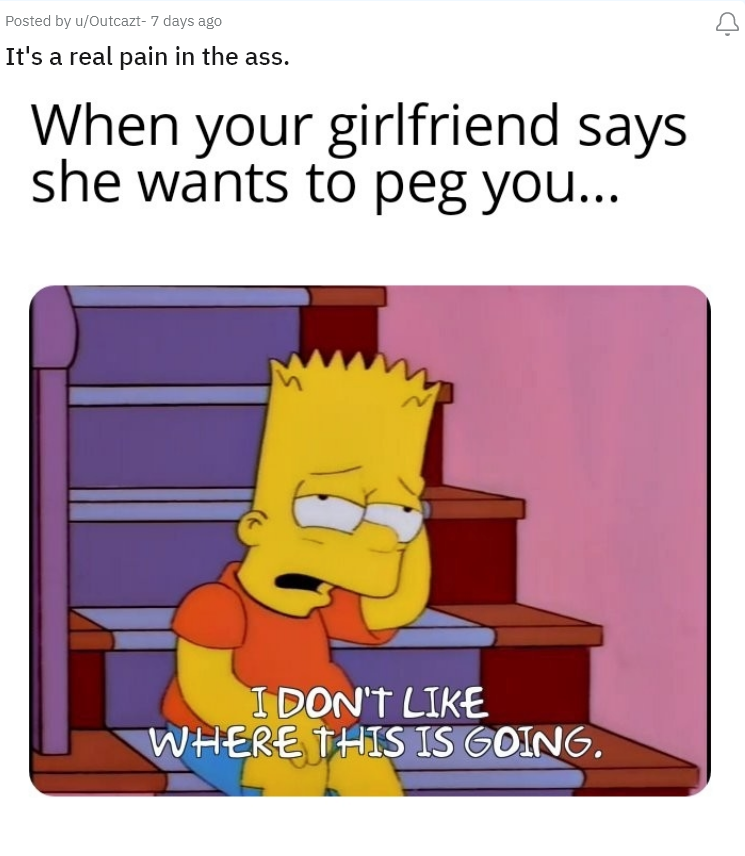 Posted by u/Outcazt- 7 days ago
It's a real pain in the ass.
When your girlfriend says
she wants to peg you...
I DON'T LIKE
WHERE THIS IS GOING.